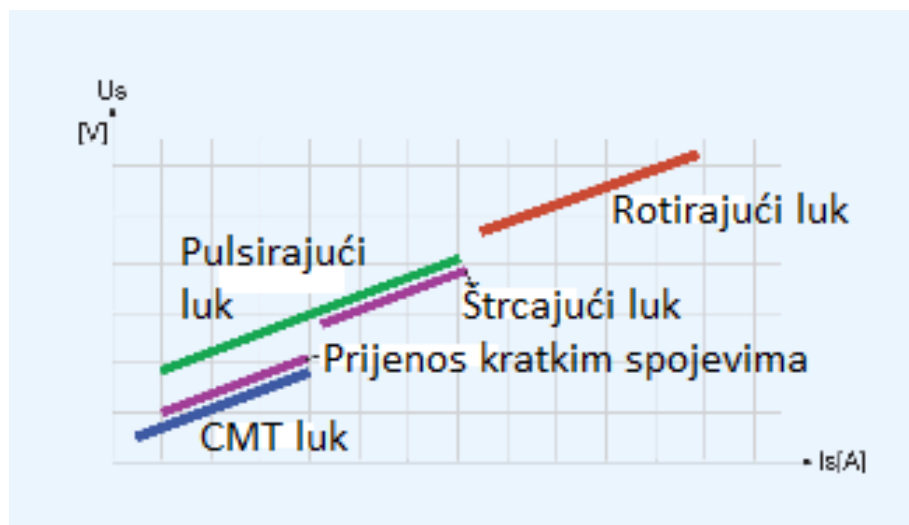 Us
[V]
Rotirajući luk
Pulsirajući
luk
Štrcajući luk
Prijenos kratkim spojevima
CMT luk
Is[A]